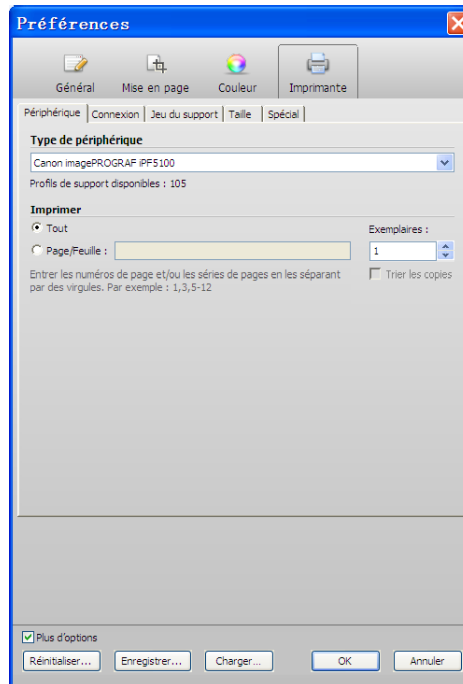 Préférences
Général Mise en page Couleur Imprimante
Périphérique Connexion Jeu du support Taille Spécial
Type de périphérique
Canon imagePROGRAF iPF5100
Profils de support disponibles : 105
Imprimer
Tout Exemplaires :
Page/Feuille : 1
Entrer les numéros de page et/ou les séries de pages en les séparant Trier les copies
par des virgules. Par exemple : 1,3,5-12
Plus d'options
Réinitialiser... Enregistrer... Charger... OK Annuler